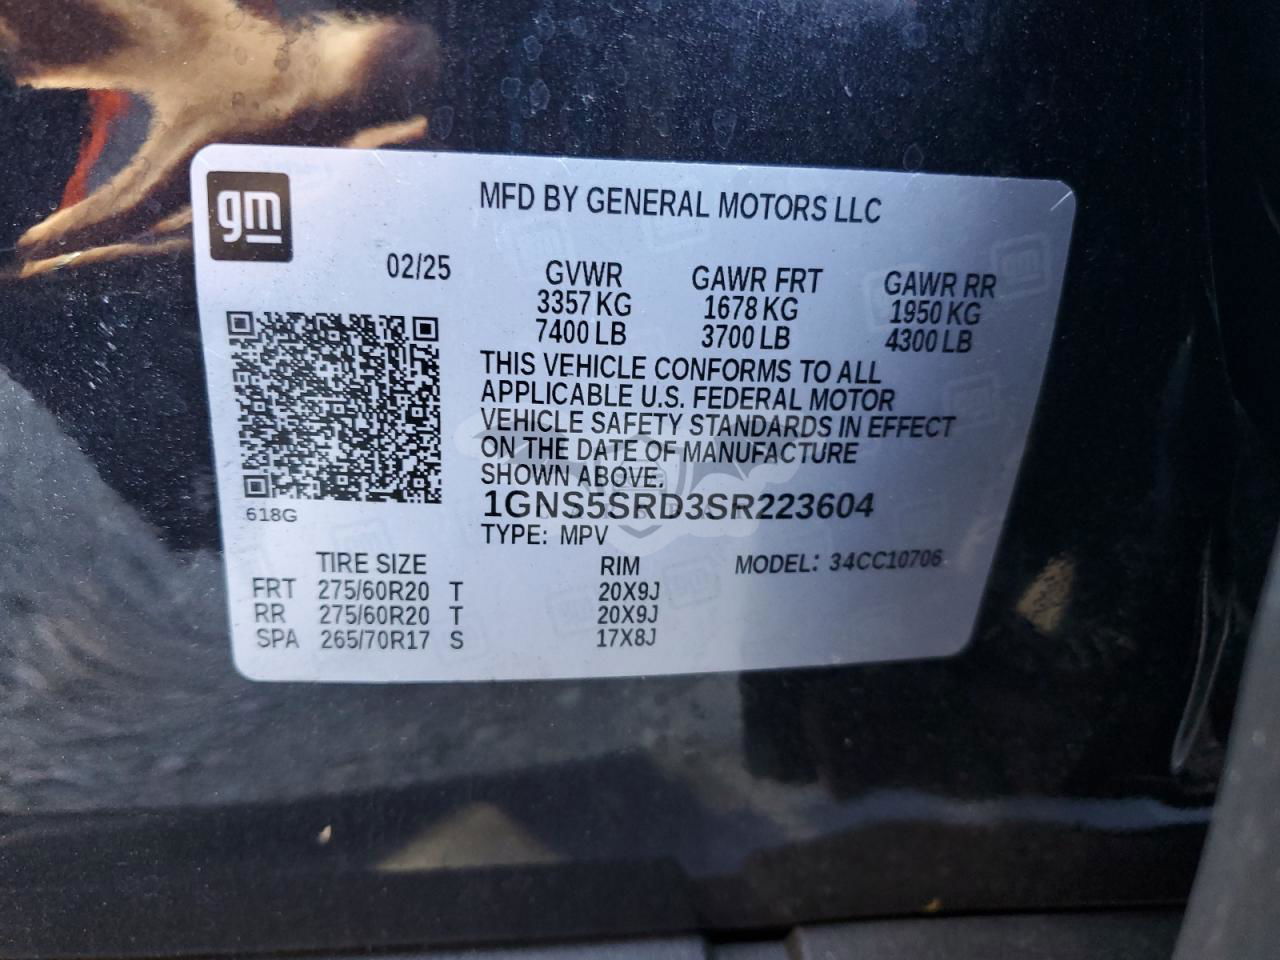 gm
MFD BY GENERAL MOTORS LLC
02/25
GVWR GAWR FRT GAWR RR
3357 KG 1678 KG 1950 KG
7400 LB 3700 LB 4300 LB
THIS VEHICLE CONFORMS TO ALL
APPLICABLE U.S. FEDERAL MOTOR
VEHICLE SAFETY STANDARDS IN EFFECT
ON THE DATE OF MANUFACTURE
SHOWN ABOVE.
1GNS5SRD3SR223604
618G
TYPE: MPV
TIRE SIZE RIM MODEL: 34CC10706
FRT 275/60R20 T 20X9J
RR 275/60R20 T 20X9J
SPA 265/70R17 S 17X8J